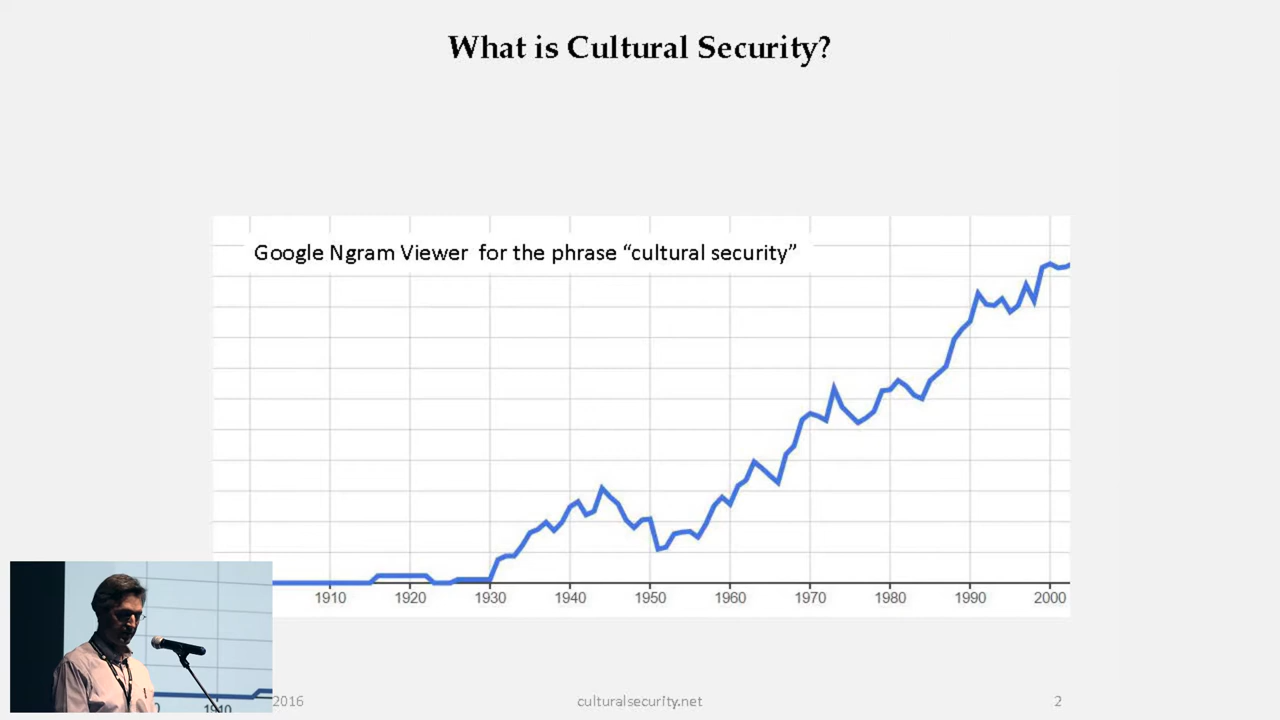 What is Cultural Security?
Google Ngram Viewer for the phrase “cultural security”
1910 1920 1930 1940 1950 1960 1970 1980 1990 2000
1910
2016 culturalsecurity.net 2